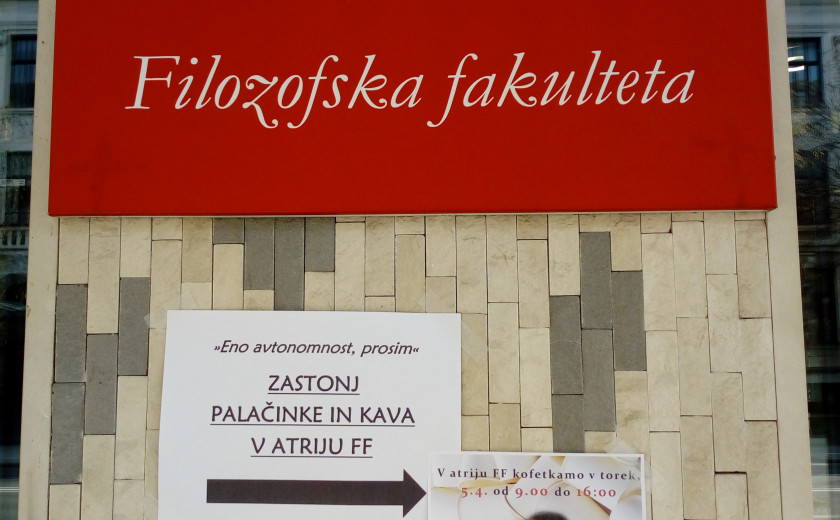 Filozofska fakulteta
»Eno avtonomnost, prosim«
ZASTONJ
PALAČINKE IN KAVA
V ATRIJU FF
V atriju FF kofetkamo v torek,
5.4. od 9.00 do 16:00